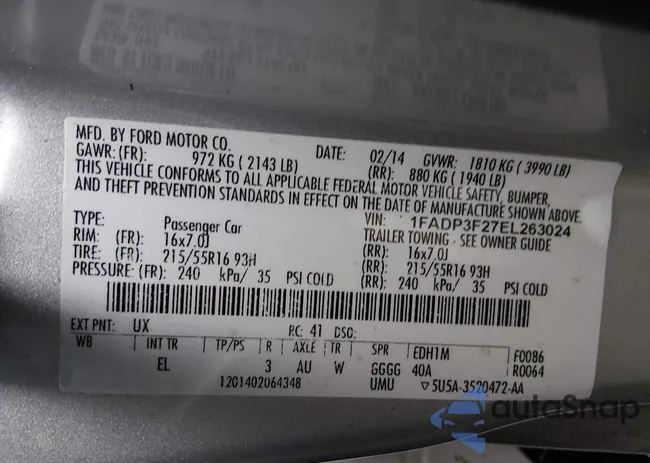 MFD. BY FORD MOTOR CO. DATE: 02/14 GVWR: 1810 KG ( 3990 LB)
GAWR: (FR): 972 KG ( 2143 LB) (RR): 880 KG ( 1940 LB)
THIS VEHICLE CONFORMS TO ALL APPLICABLE FEDERAL MOTOR VEHICLE SAFETY, BUMPER,
AND THEFT PREVENTION STANDARDS IN EFFECT ON THE DATE OF MANUFACTURE SHOWN ABOVE.
TYPE: Passenger Car VIN: 1FADP3F27EL263024
TRAILER TOWING - SEE OWNER GUIDE
RIM: (FR): 16x7.0J (RR): 16x7.0J
TIRE: (FR): 215/55R16 93H (RR): 215/55R16 93H
PRESSURE: (FR): 240 kPa/ 35 PSI COLD (RR): 240 kPa/ 35 PSI COLD
EXT PNT: UX RC: 41 DSO:
WB INT TR TP/PS R AXLE TR SPR EDH1M F0086
EL 3 AU W GGGG 40A R0064
1201402064348 UMU ▽5U5A-3520472-AA
autoSnap